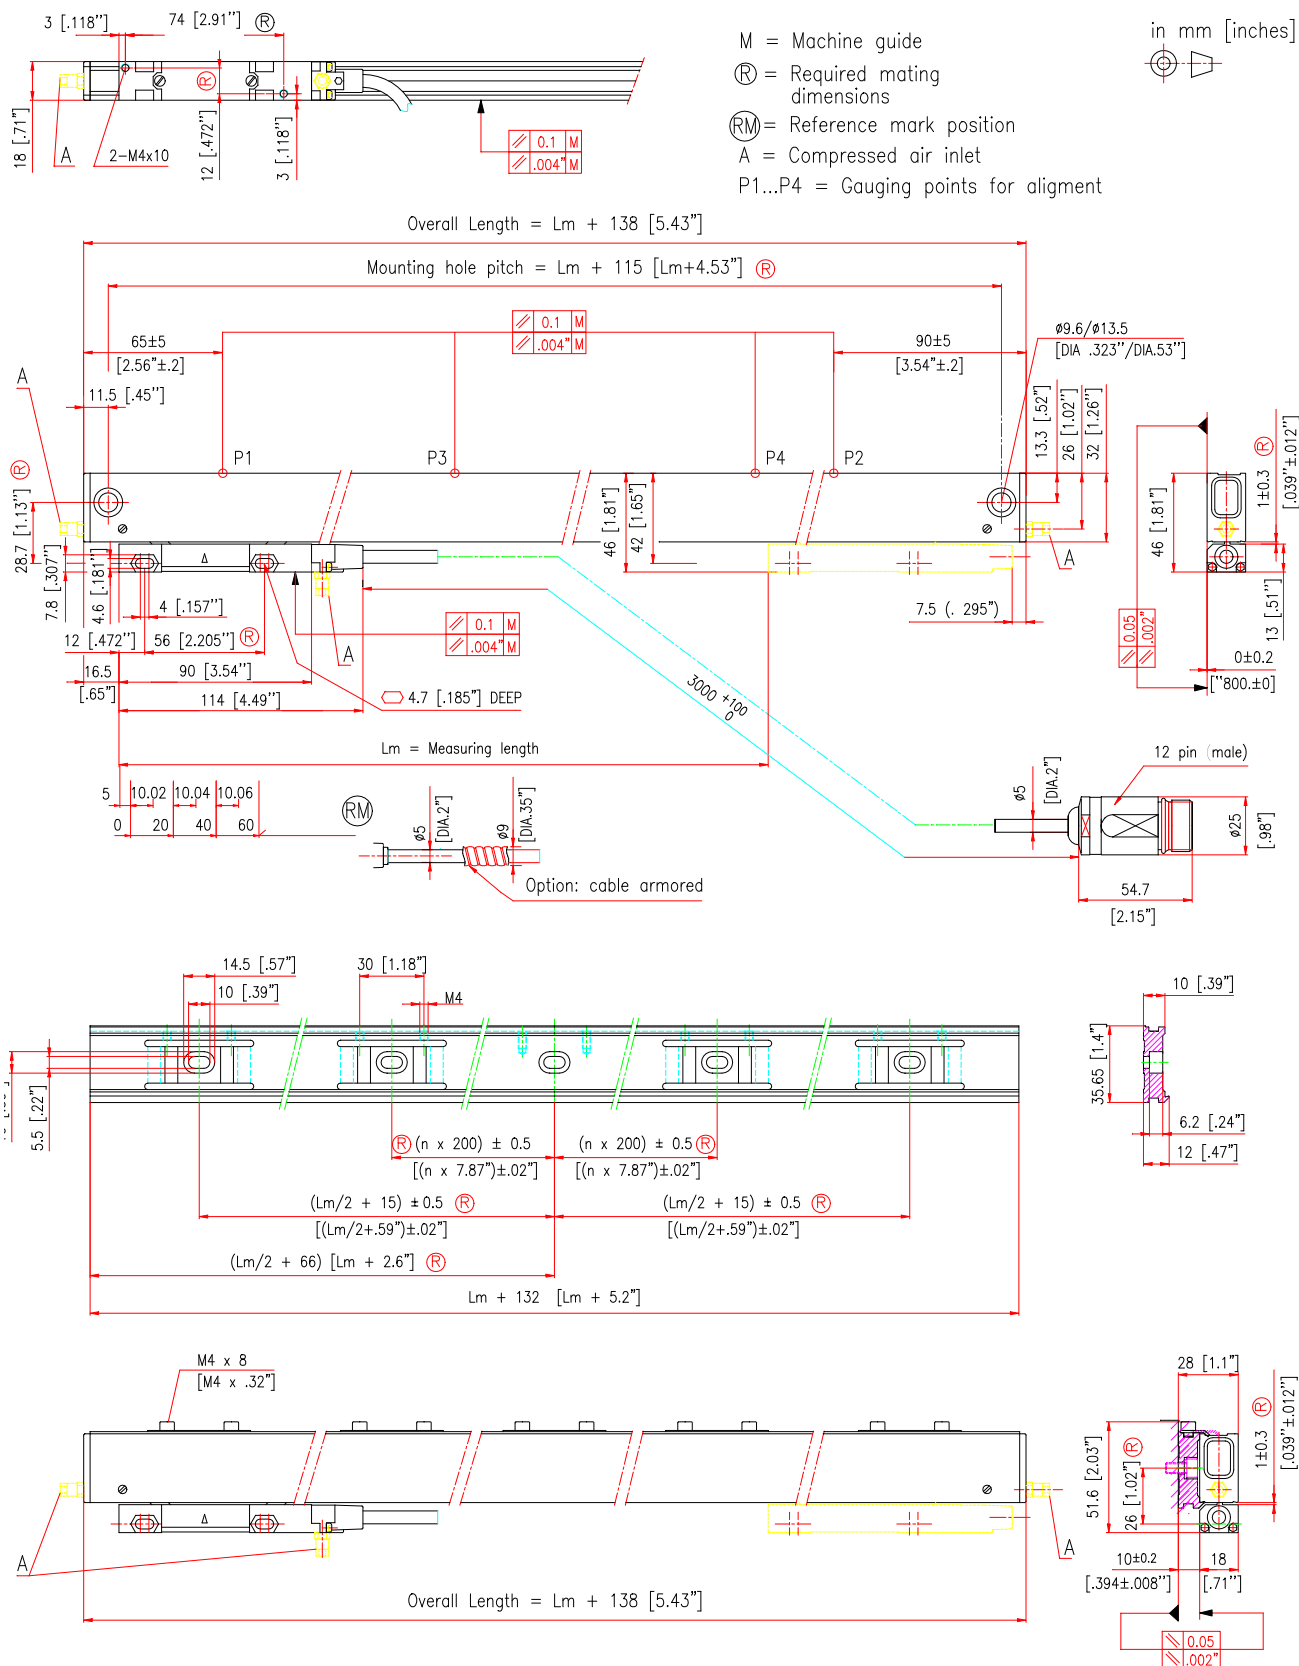 3 [.118"]
74 [2.91"] R
18 [.71"]
A
2-M4x10
12 [.472"]
R
3 [.118"]
// 0.1 M
// .004" M
M = Machine guide
R = Required mating
dimensions
RM = Reference mark position
A = Compressed air inlet
P1...P4 = Gauging points for aligment
in mm [inches]
Overall Length = Lm + 138 [5.43"]
Mounting hole pitch = Lm + 115 [Lm+4.53"] R
// 0.1 M
// .004" M
65±5
[2.56"±.2]
90±5
[3.54"±.2]
ø9.6/ø13.5
[DIA .323"/DIA.53"]
A
11.5 [.45"]
P1
P3
P4
P2
13.3 [.52"]
26 [1.02"]
32 [1.26"]
1±0.3 R
[.039"±.012"]
28.7 [1.13"] R
46 [1.81"]
42 [1.65"]
46 [1.81"]
A
7.8 [.307"]
4.6 [.181"]
4 [.157"]
12 [.472"]
56 [2.205"] R
// 0.1 M
// .004" M
A
7.5 (. 295")
// 0.05
// .002"
13 [.51"]
0±0.2
["800.±0]
16.5
[.65"]
90 [3.54"]
114 [4.49"]
4.7 [.185"] DEEP
3000 +100
0
Lm = Measuring length
12 pin (male)
5 10.02 10.04 10.06
0 20 40 60
RM
ø5
[DIA.2"]
ø9
[DIA.35"]
Option: cable armored
ø5
[DIA.2"]
ø25
[.98"]
54.7
[2.15"]
14.5 [.57"]
10 [.39"]
30 [1.18"]
M4
10 [.39"]
5.5 [.22"]
35.65 [1.4"]
6.2 [.24"]
12 [.47"]
R (n x 200) ± 0.5
[(n x 7.87")±.02"]
(n x 200) ± 0.5 R
[(n x 7.87")±.02"]
(Lm/2 + 15) ±0.5 R
[(Lm/2+.59")±.02"]
(Lm/2 + 15) ± 0.5 R
[(Lm/2+.59")±.02"]
(Lm/2 + 66) [Lm + 2.6"] R
Lm + 132 [Lm + 5.2"]
M4 x 8
[M4 x .32"]
28 [1.1"]
1±0.3 R
[.039"±.012"]
51.6 [2.03"]
26 [1.02"] R
A
A
10±0.2
[.394±.008"]
18
[.71"]
Overall Length = Lm + 138 [5.43"]
// 0.05
// .002"